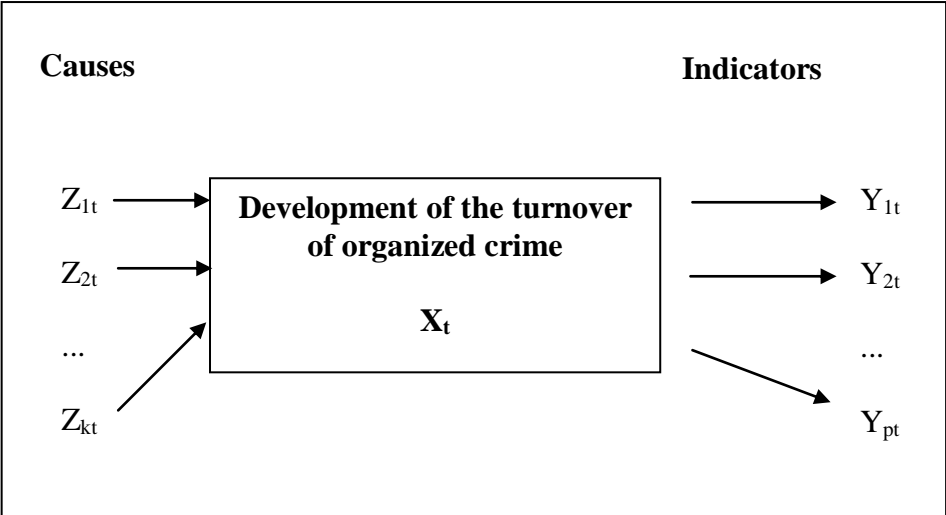 Causes
Indicators
Z1t
Development of the turnover
of organized crime
Xt
Y1t
Z2t
Y2t
...
...
Zkt
Ypt